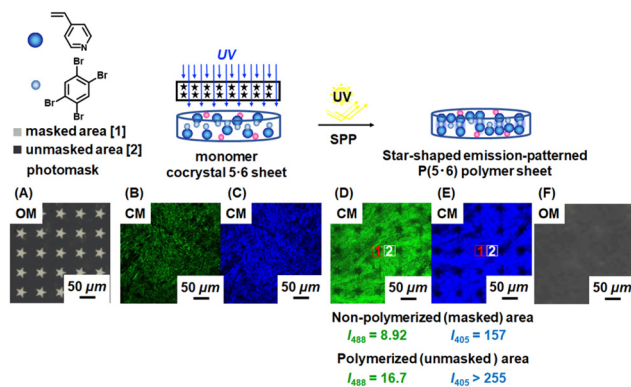 N
Br
Br
Br
Br
masked area [1]
unmasked area [2]
photomask
UV
monomer
cocrystal 5·6 sheet
UV
SPP
Star-shaped emission-patterned
P(5·6) polymer sheet
(A)
OM
50 µm
(B)
CM
50 µm
(C)
CM
50 µm
(D)
CM
1 2
50 µm
(E)
CM
1 2
50 µm
(F)
OM
50 µm
Non-polymerized (masked) area
I488 = 8.92
I405 = 157
Polymerized (unmasked) area
I488 = 16.7
I405 > 255